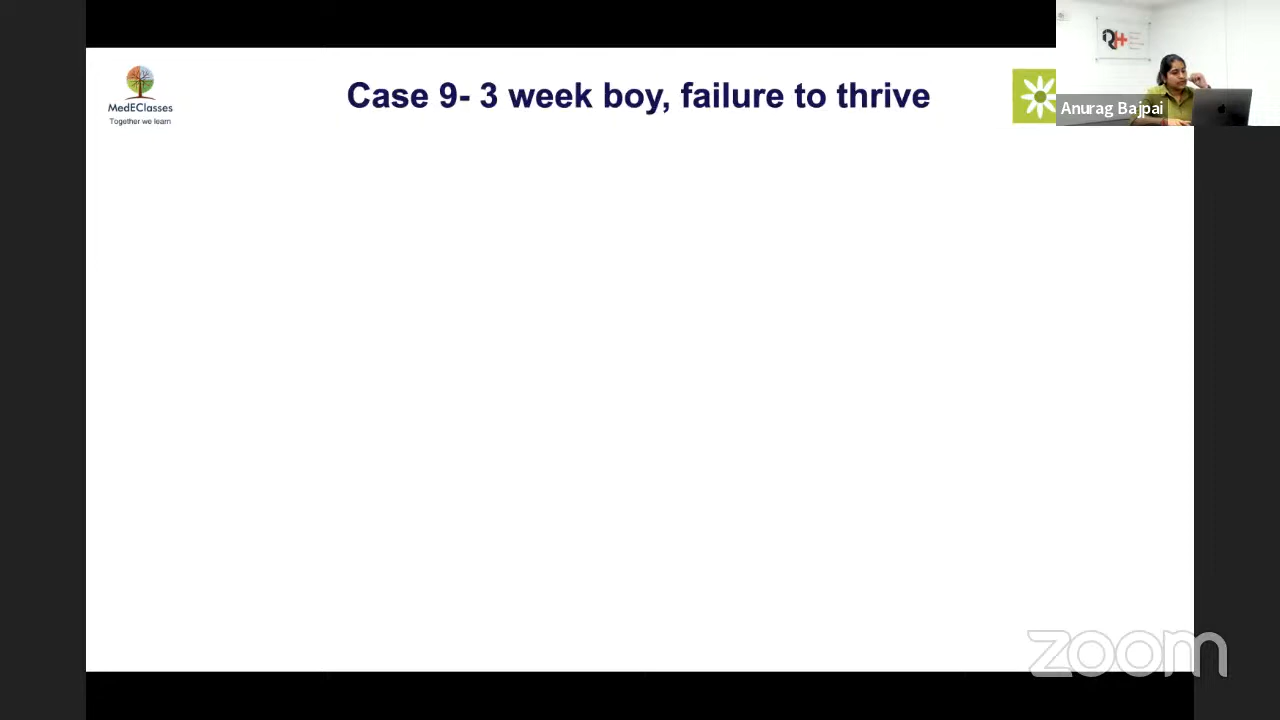 MedEClasses
Together we learn
Case 9- 3 week boy, failure to thrive
Anurag Bajpai
zoom